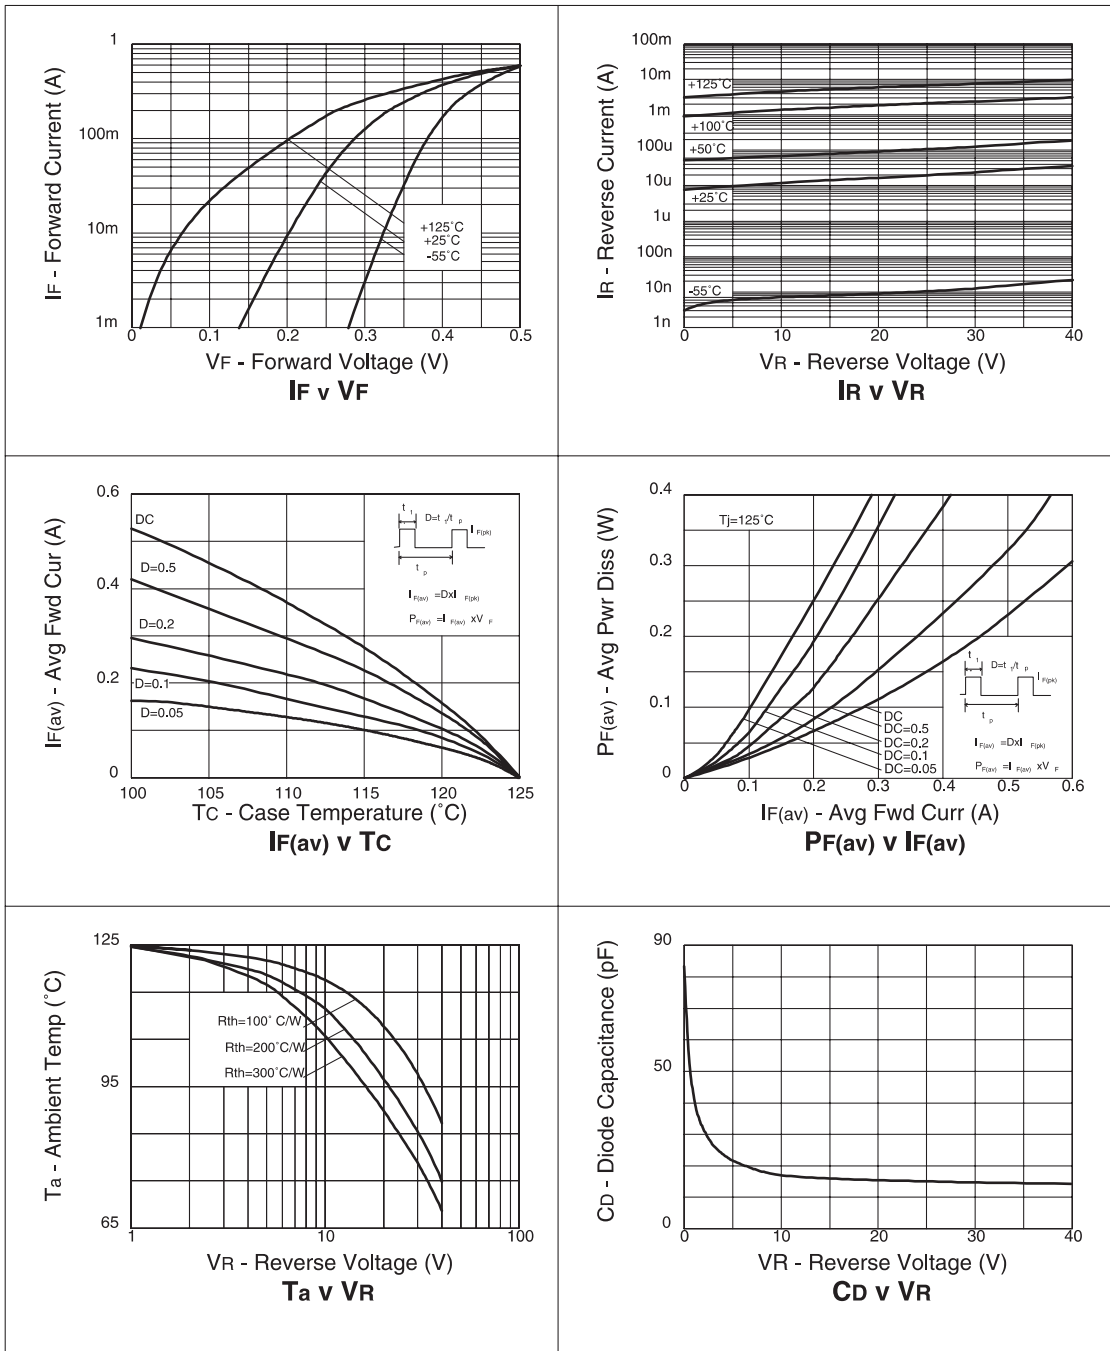 1
100m
10m
1m
IF - Forward Current (A)
+125°C
+25°C
-55°C
0 0.1 0.2 0.3 0.4 0.5
VF - Forward Voltage (V)
IF v VF
100m
10m
1m
100u
10u
1u
100n
10n
1n
IR - Reverse Current (A)
+125°C
+100°C
+50°C
+25°C
-55°C
0 10 20 30 40
VR - Reverse Voltage (V)
IR v VR
0.6
0.4
0.2
0
IF(av) - Avg Fwd Cur (A)
DC
D=0.5
D=0.2
D=0.1
D=0.05
t1 D=t1/tp
IF(pk)
tp
IF(av)=DxIF(pk)
PF(av)=IF(av)xVF
100 105 110 115 120 125
TC - Case Temperature (°C)
IF(av) v TC
0.4
0.3
0.2
0.1
0
PF(av) - Avg Pwr Diss (W)
Tj=125°C
t1 D=t1/tp
IF(pk)
tp
IF(av)=DxIF(pk)
PF(av)=IF(av)xVF
DC
DC=0.5
DC=0.2
DC=0.1
DC=0.05
0 0.1 0.2 0.3 0.4 0.5 0.6
IF(av) - Avg Fwd Curr (A)
PF(av) v IF(av)
125
95
65
Ta - Ambient Temp (°C)
Rth=100°C/W
Rth=200°C/W
Rth=300°C/W
1 10 100
VR - Reverse Voltage (V)
Ta v VR
90
50
0
CD - Diode Capacitance (pF)
0 10 20 30 40
VR - Reverse Voltage (V)
CD v VR